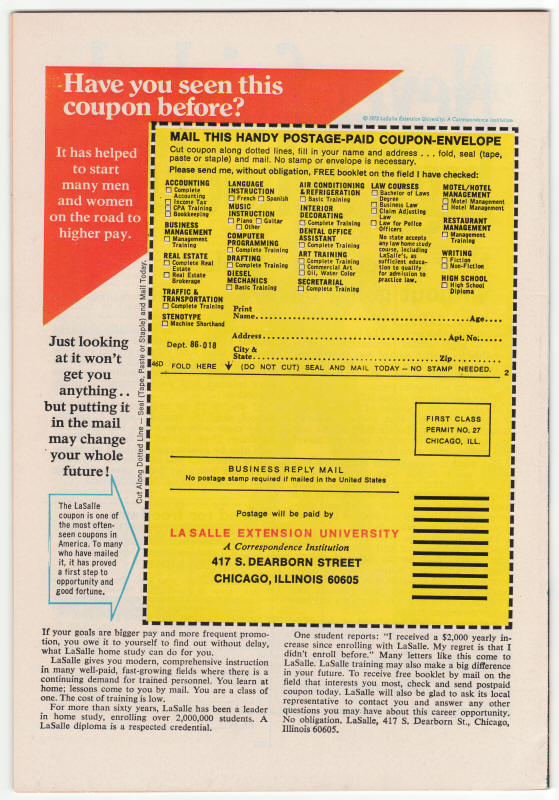 Have you seen this
coupon before?
© 1973 LaSalle Extension University, A Correspondence Institution
It has helped
to start
many men
and women
on the road to
higher pay.
MAIL THIS HANDY POSTAGE-PAID COUPON-ENVELOPE
Cut coupon along dotted lines, fill in your name and address . . . fold, seal (tape,
paste or staple) and mail. No stamp or envelope is necessary.
Please send me, without obligation, FREE booklet on the field I have checked:
ACCOUNTING
☐ Complete
Accounting
☐ Income Tax
☐ CPA Training
☐ Bookkeeping
BUSINESS
MANAGEMENT
☐ Management
Training
REAL ESTATE
☐ Complete Real
Estate
☐ Real Estate
Brokerage
TRAFFIC &
TRANSPORTATION
☐ Complete Training
STENOTYPE
☐ Machine Shorthand
LANGUAGE
INSTRUCTION
☐ French ☐ Spanish
MUSIC
INSTRUCTION
☐ Piano ☐ Guitar
☐ Other
COMPUTER
PROGRAMMING
☐ Complete Training
DRAFTING
☐ Complete Training
DIESEL
MECHANICS
☐ Basic Training
AIR CONDITIONING
& REFRIGERATION
☐ Basic Training
INTERIOR
DECORATING
☐ Complete Training
DENTAL OFFICE
ASSISTANT
☐ Complete Training
ART TRAINING
☐ Complete Training
☐ Commercial Art
☐ Oil, Water Color
SECRETARIAL
☐ Complete Training
LAW COURSES
☐ Bachelor of Laws
Degree
☐ Business Law
☐ Claim Adjusting
Law
☐ Law for Police
Officers
No state accepts
any law home study
course, including
LaSalle's, as
sufficient educa-
tion to qualify
for admission to
practice law.
MOTEL/HOTEL
MANAGEMENT
☐ Motel Management
☐ Hotel Management
RESTAURANT
MANAGEMENT
☐ Management
Training
WRITING
☐ Fiction
☐ Non-Fiction
HIGH SCHOOL
☐ High School
Diploma
Print
Name Age
Address Apt. No.
Dept. 86-018
City &
State Zip
46D FOLD HERE ↓ (DO NOT CUT) SEAL AND MAIL TODAY — NO STAMP NEEDED. 2
Cut Along Dotted Line — Seal (Tape, Paste or Staple) and Mail Today.
Just looking
at it won't
get you
anything . .
but putting it
in the mail
may change
your whole
future!
The LaSalle
coupon is one of
the most often-
seen coupons in
America. To many
who have mailed
it, it has proved
a first step to
opportunity and
good fortune.
FIRST CLASS
PERMIT NO. 27
CHICAGO, ILL.
BUSINESS REPLY MAIL
No postage stamp required if mailed in the United States
Postage will be paid by
LA SALLE EXTENSION UNIVERSITY
A Correspondence Institution
417 S. DEARBORN STREET
CHICAGO, ILLINOIS 60605
If your goals are bigger pay and more frequent promo-
tion, you owe it to yourself to find out without delay,
what LaSalle home study can do for you.
LaSalle gives you modern, comprehensive instruction
in many well-paid, fast-growing fields where there is a
continuing demand for trained personnel. You learn at
home; lessons come to you by mail. You are a class of
one. The cost of training is low.
For more than sixty years, LaSalle has been a leader
in home study, enrolling over 2,000,000 students. A
LaSalle diploma is a respected credential.
One student reports: "I received a $2,000 yearly in-
crease since enrolling with LaSalle. My regret is that I
didn't enroll before." Many letters like this come to
LaSalle. LaSalle training may also make a big difference
in your future. To receive free booklet by mail on the
field that interests you most, check and send postpaid
coupon today. LaSalle will also be glad to ask its local
representative to contact you and answer any other
questions you may have about this career opportunity.
No obligation. LaSalle, 417 S. Dearborn St., Chicago,
Illinois 60605.